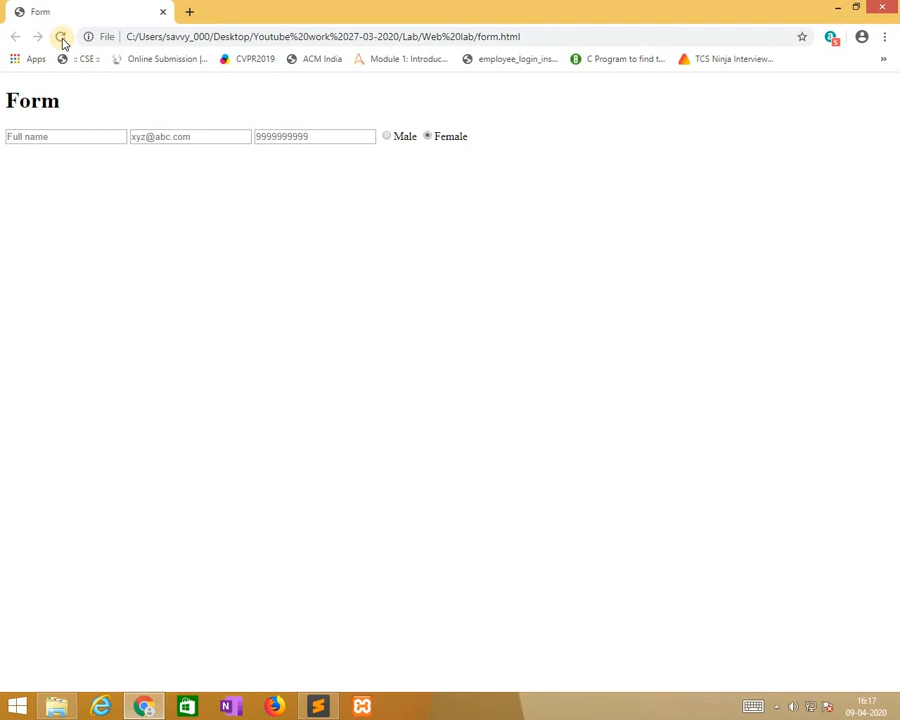 Form
File C:/Users/savvy_000/Desktop/Youtube%20work%2027-03-2020/Lab/Web%20lab/form.html
Apps :: CSE :: Online Submission |... CVPR2019 ACM India Module 1: Introduc... employee_login_ins... C Program to find t... TCS Ninja Interview... »
Form
Full name xyz@abc.com 9999999999 Male Female
16:17
09-04-2020